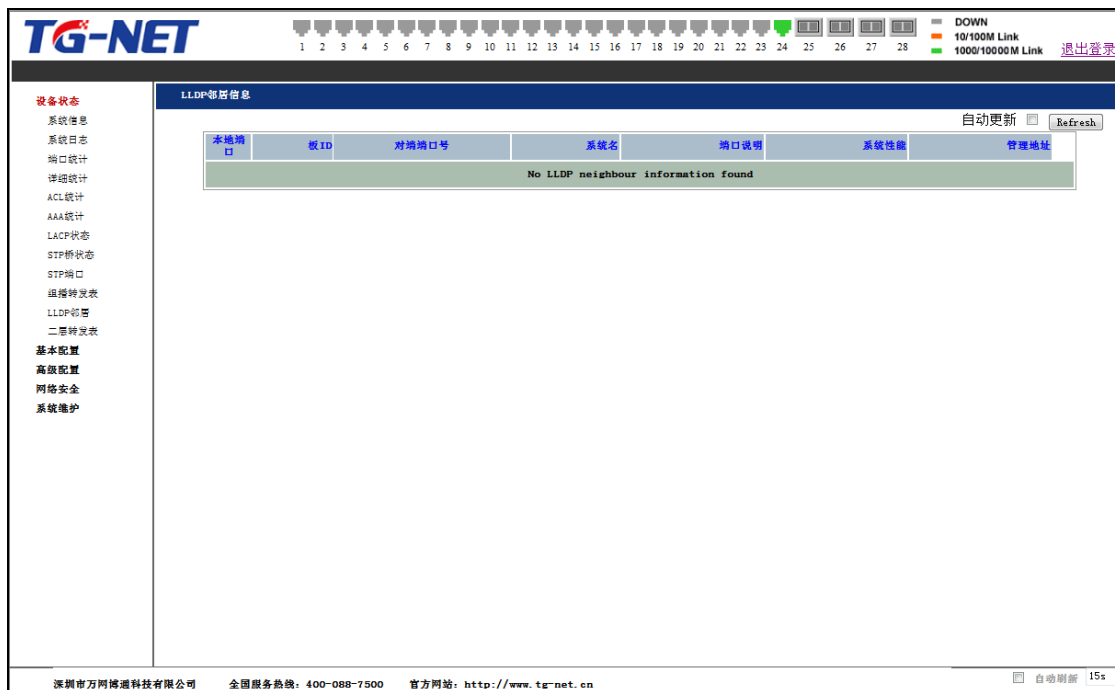 TG-NET
1 2 3 4 5 6 7 8 9 10 11 12 13 14 15 16 17 18 19 20 21 22 23 24 25 26 27 28
DOWN
10/100M Link
1000/10000M Link
退出登录
设备状态
系统信息
系统日志
端口统计
详细统计
ACL统计
AAA统计
LACP状态
STP桥状态
STP端口
组播转发表
LLDP邻居
二层转发表
基本配置
高级配置
网络安全
系统维护
LLDP邻居信息
自动更新 Refresh
本地端口 板ID 对端端口号 系统名 端口说明 系统性能 管理地址
No LLDP neighbour information found
深圳市万网博通科技有限公司 全国服务热线：400-088-7500 官方网站：http://www.tg-net.cn
自动刷新 15s